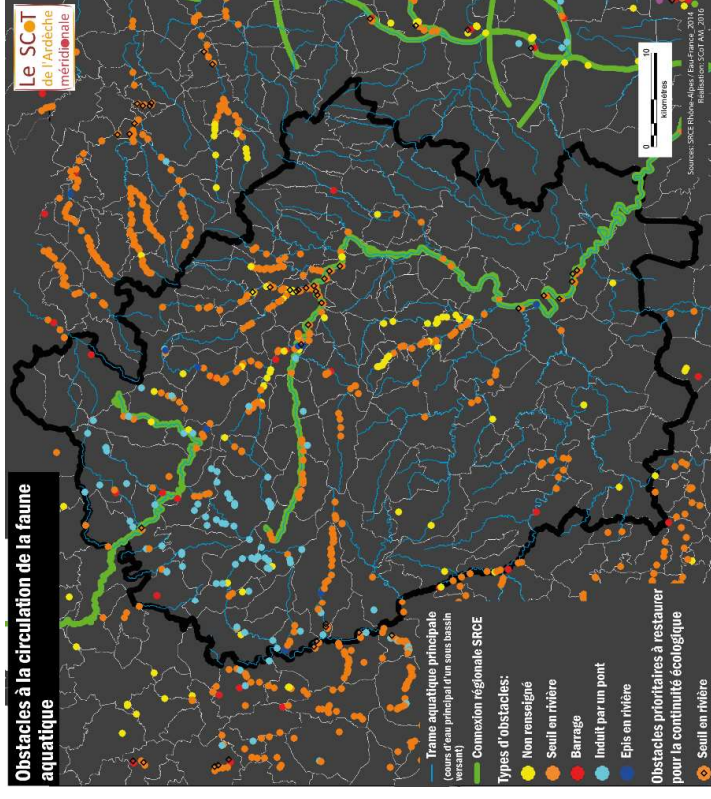 Obstacles à la circulation de la faune
aquatique
Le SCoT
de l'Ardèche
méridionale
Trame aquatique principale
(cours d'eau principal d'un sous bassin
versant)
Connexion régionale SRCE
Types d'obstacles:
Non renseigné
Seuil en rivière
Barrage
Induit par un pont
Epis en rivière
Obstacles prioritaires à restaurer
pour la continuité écologique
Seuil en rivière
0 10
kilomètres
Sources: SRCE Rhône-Alpes / Eau-France_2014
Réalisation: SCoT AM_2016